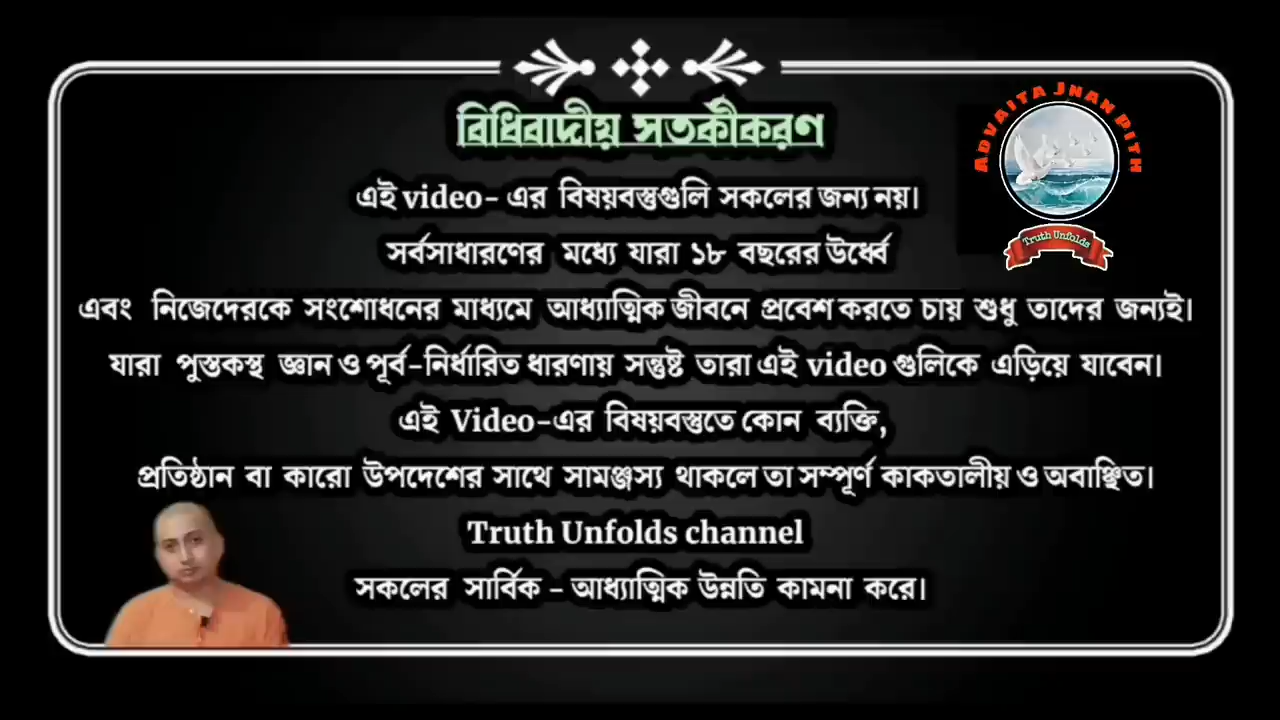 বিধিবাদীয় সতর্কীকরণ
ADVAITA JNAN PITH
Truth Unfolds
এই video- এর বিষয়বস্তুগুলি সকলের জন্য নয়।
সর্বসাধারণের মধ্যে যারা ১৮ বছরের উর্ধ্বে
এবং নিজেদেরকে সংশোধনের মাধ্যমে আধ্যাত্মিক জীবনে প্রবেশ করতে চায় শুধু তাদের জন্যই।
যারা পুস্তকস্থ জ্ঞান ও পূর্ব-নির্ধারিত ধারণায় সন্তুষ্ট তারা এই video গুলিকে এড়িয়ে যাবেন।
এই Video-এর বিষয়বস্তুতে কোন ব্যক্তি,
প্রতিষ্ঠান বা কারো উপদেশের সাথে সামঞ্জস্য থাকলে তা সম্পূর্ণ কাকতালীয় ও অবাঞ্ছিত।
Truth Unfolds channel
সকলের সার্বিক - আধ্যাত্মিক উন্নতি কামনা করে।